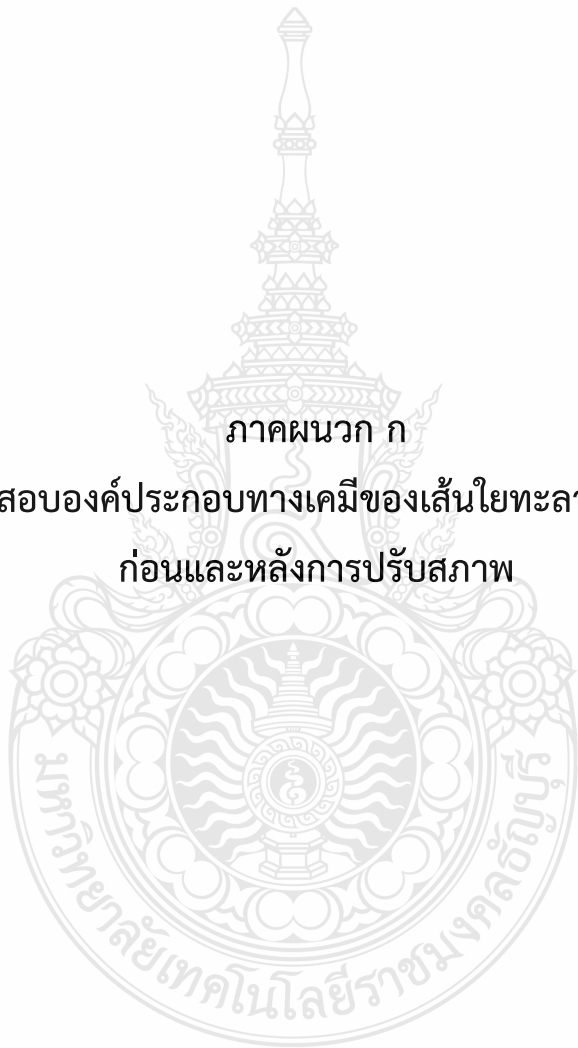 ภาคผนวก ก
สอบองค์ประกอบทางเคมีของเส้นใยทะลา
ก่อนและหลังการปรับสภาพ
มหาวิทยาลัยเทคโนโลยีราชมงคลธัญบุรี